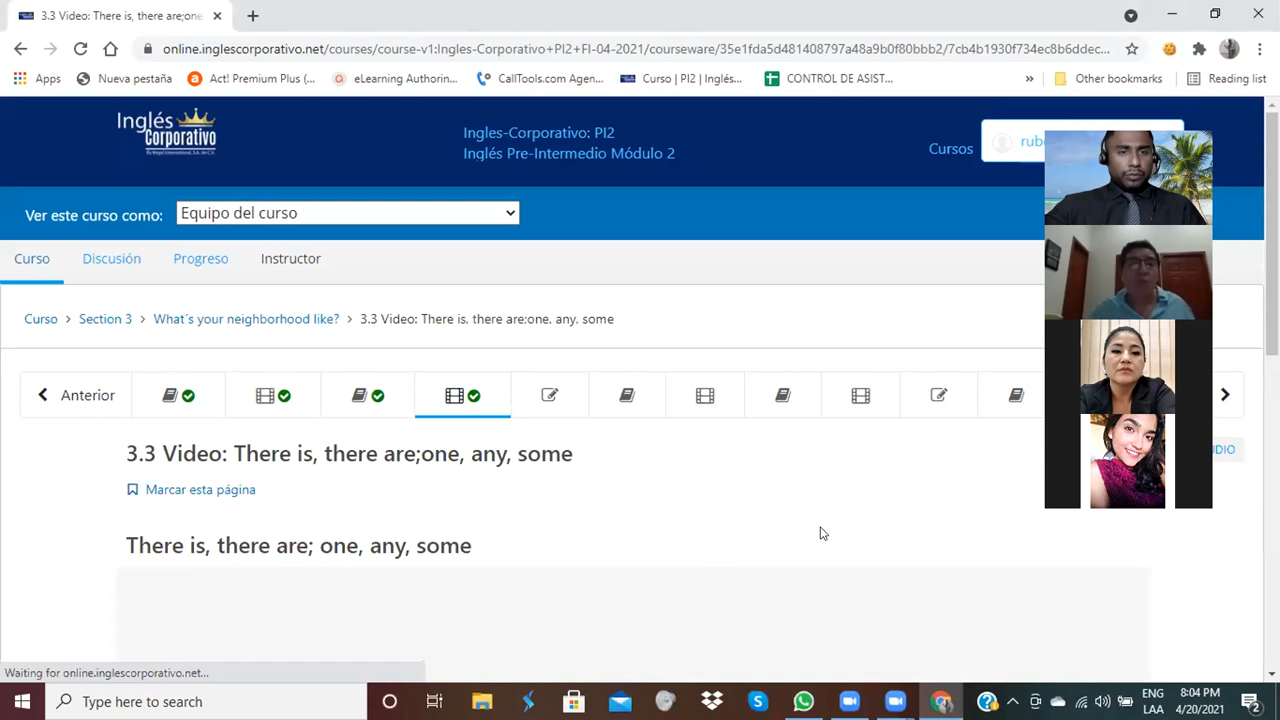 3.3 Video: There is, there are;one
online.inglescorporativo.net/courses/course-v1:Ingles-Corporativo+PI2+FI-04-2021/courseware/35e1fda5d481408797a48a9b0f80bbb2/7cb4b1930f734ec8b6ddec...
Apps Nueva pestaña Act! Premium Plus (... eLearning Authorin... CallTools.com Agen... Curso | PI2 | Inglés... CONTROL DE ASIST... » Other bookmarks Reading list
Inglés
Corporativo
Ingles-Corporativo: PI2
Inglés Pre-Intermedio Módulo 2
Cursos
rub
Ver este curso como: Equipo del curso
Curso Discusión Progreso Instructor
Curso > Section 3 > What´s your neighborhood like? > 3.3 Video: There is, there are;one, any, some
Anterior
3.3 Video: There is, there are;one, any, some
Marcar esta página
There is, there are; one, any, some
Waiting for online.inglescorporativo.net...
Type here to search
ENG 8:04 PM
LAA 4/20/2021
2